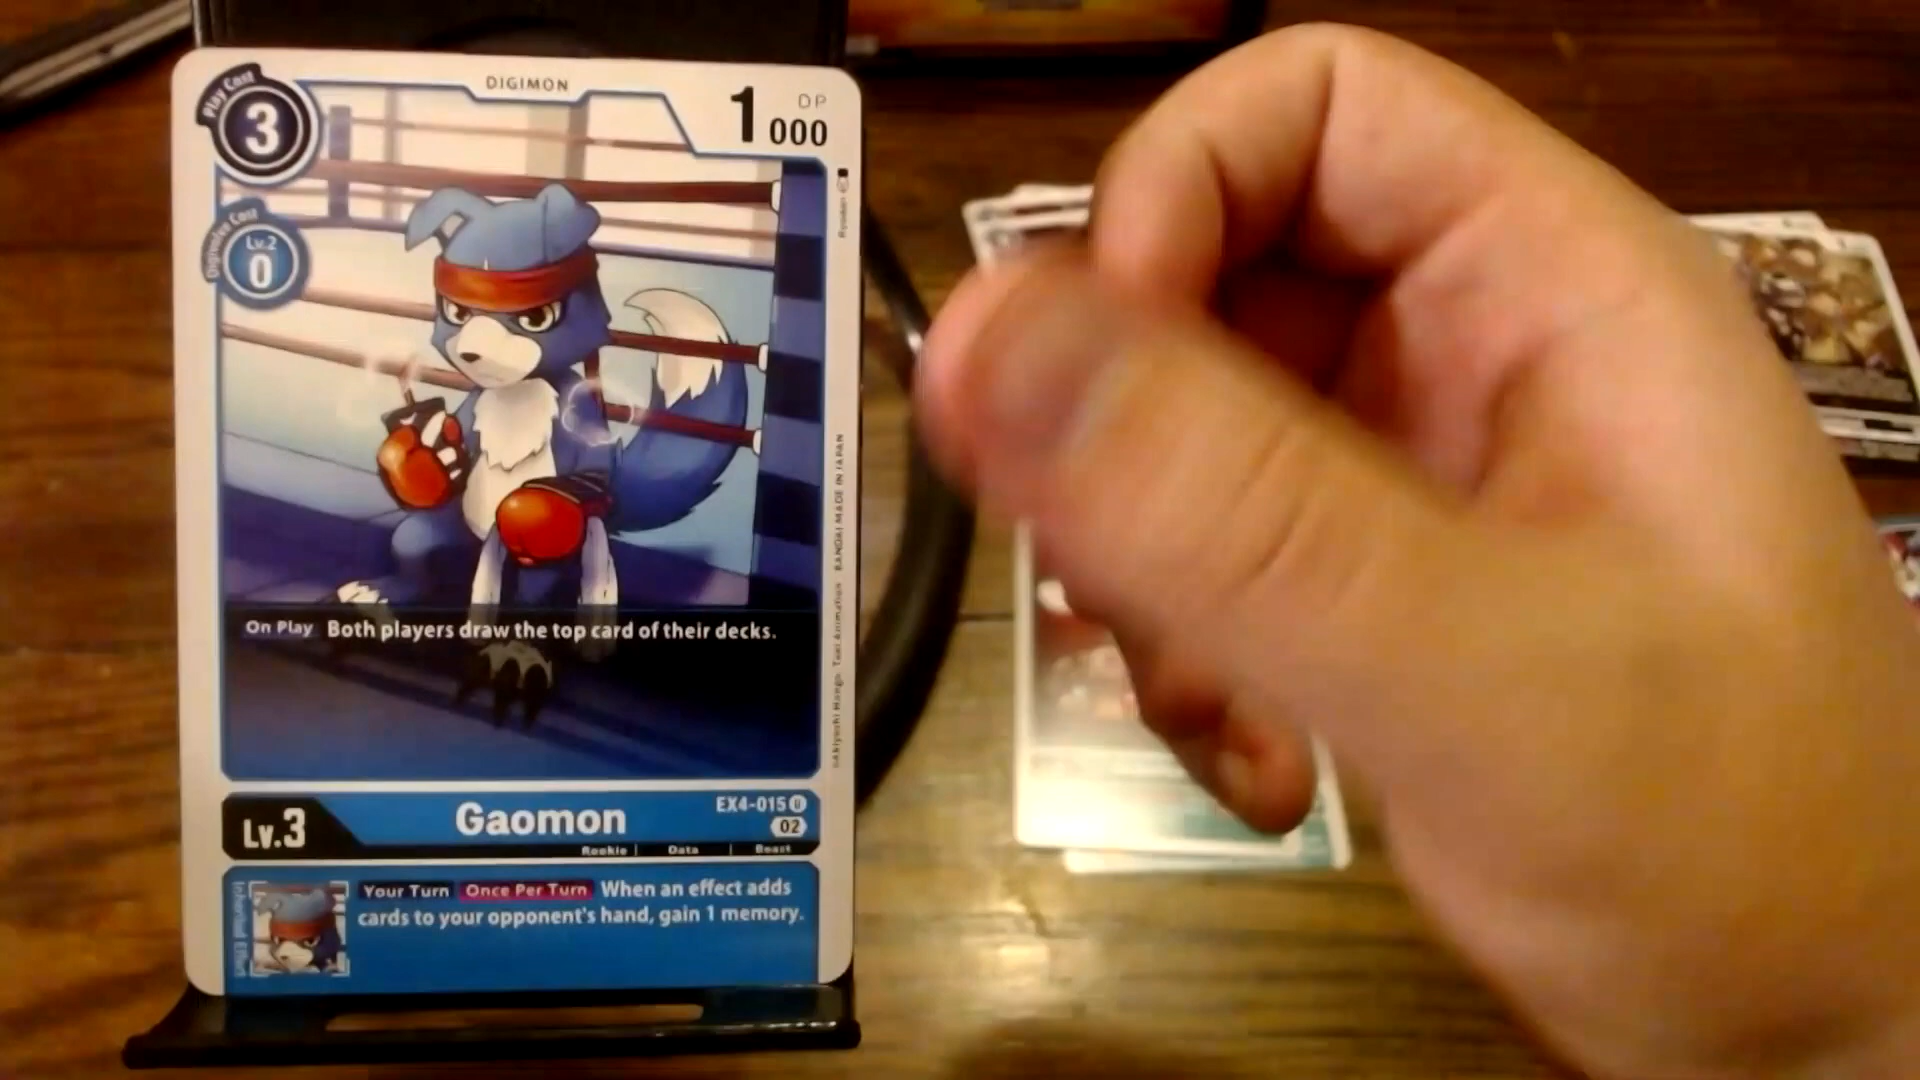 DIGIMON
Play Cost
3
DP
1000
Digivolve Cost
Lv.2
0
On Play Both players draw the top card of their decks.
BANDAI MADE IN JAPAN
Lv.3
Gaomon
EX4-015 U
02
Rookie | Data | Beast
Inherited Effect
Your Turn Once Per Turn When an effect adds
cards to your opponent's hand, gain 1 memory.